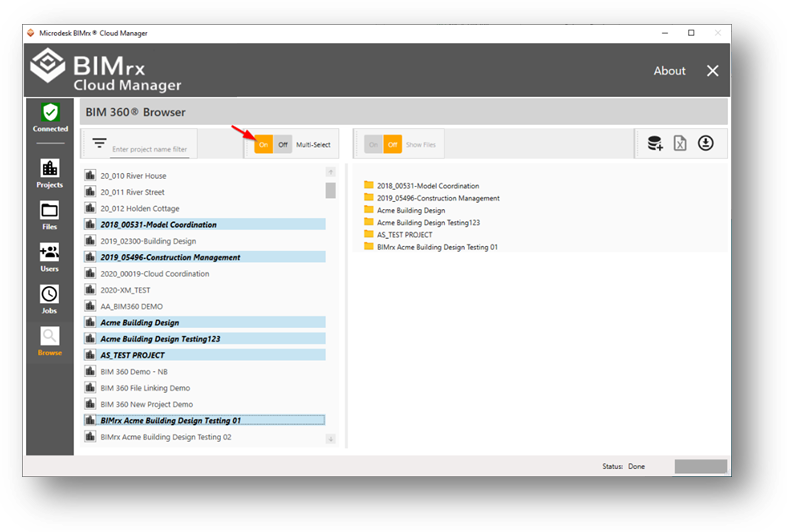 Microdesk BIMrx® Cloud Manager
BIMrx
Cloud Manager
About
Connected
Projects
Files
Users
Jobs
Browse
BIM 360® Browser
Enter project name filter
On Off Multi-Select
On Off Show Files
20_010 River House
20_011 River Street
20_012 Holden Cottage
2018_00531-Model Coordination
2019_02300-Building Design
2019_05496-Construction Management
2020_00019-Cloud Coordination
2020-XM_TEST
AA_BIM360 DEMO
Acme Building Design
Acme Building Design Testing123
AS_TEST PROJECT
BIM 360 Demo - NB
BIM 360 File Linking Demo
BIM 360 New Project Demo
BIMrx Acme Building Design Testing 01
BIMrx Acme Building Design Testing 02
2018_00531-Model Coordination
2019_05496-Construction Management
Acme Building Design
Acme Building Design Testing123
AS_TEST PROJECT
BIMrx Acme Building Design Testing 01
Status: Done